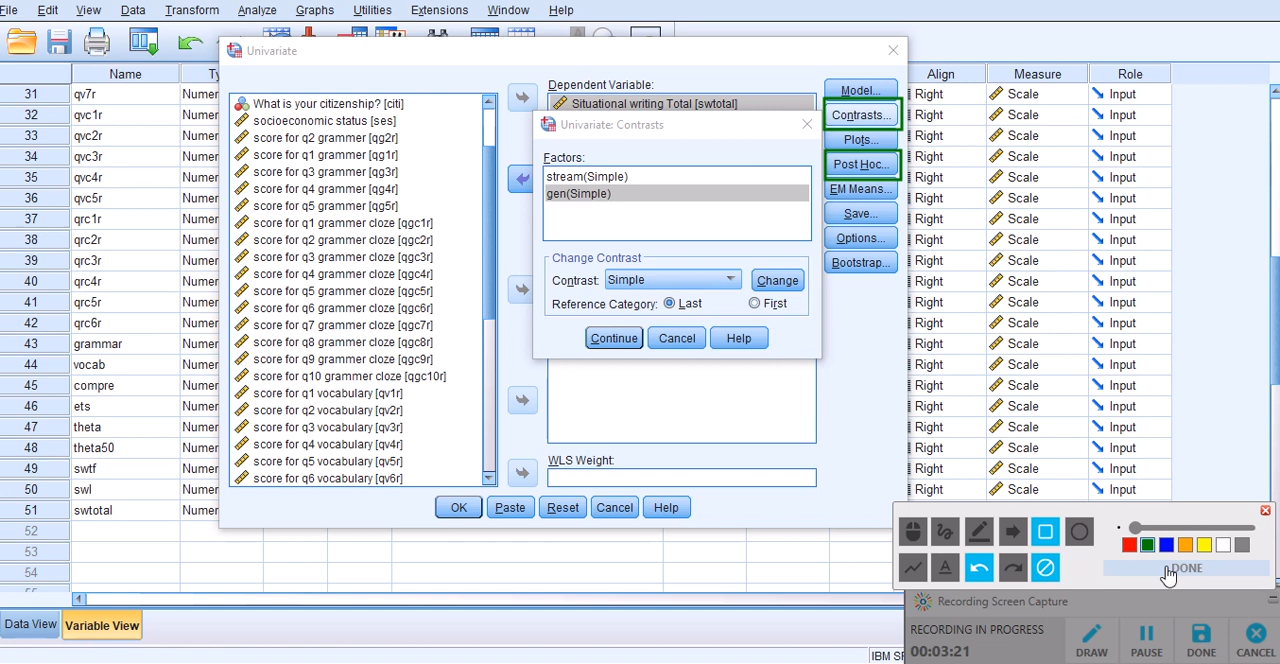 File Edit View Data Transform Analyze Graphs Utilities Extensions Window Help
Univariate
Name
Align Measure Role
31 qv7r Numer Right Scale Input
32 qvc1r Numer Right Scale Input
33 qvc2r Numer Right Scale Input
34 qvc3r Numer Right Scale Input
35 qvc4r Numer Right Scale Input
36 qvc5r Numer Right Scale Input
37 qrc1r Numer Right Scale Input
38 qrc2r Numer Right Scale Input
39 qrc3r Numer Right Scale Input
40 qrc4r Numer Right Scale Input
41 qrc5r Numer Right Scale Input
42 qrc6r Numer Right Scale Input
43 grammar Numer Right Scale Input
44 vocab Numer Right Scale Input
45 compre Numer Right Scale Input
46 ets Numer Right Scale Input
47 theta Numer Right Scale Input
48 theta50 Numer Right Scale Input
49 swtf Numer Right Scale Input
50 swl Numer Right Scale Input
51 swtotal Numer Right
52
53
54
What is your citizenship? [citi]
socioeconomic status [ses]
score for q2 grammer [qg2r]
score for q1 grammer [qg1r]
score for q3 grammer [qg3r]
score for q4 grammer [qg4r]
score for q5 grammer [qg5r]
score for q1 grammer cloze [qgc1r]
score for q2 grammer cloze [qgc2r]
score for q3 grammer cloze [qgc3r]
score for q4 grammer cloze [qgc4r]
score for q5 grammer cloze [qgc5r]
score for q6 grammer cloze [qgc6r]
score for q7 grammer cloze [qgc7r]
score for q8 grammer cloze [qgc8r]
score for q9 grammer cloze [qgc9r]
score for q10 grammer cloze [qgc10r]
score for q1 vocabulary [qv1r]
score for q2 vocabulary [qv2r]
score for q3 vocabulary [qv3r]
score for q4 vocabulary [qv4r]
score for q5 vocabulary [qv5r]
score for q6 vocabulary [qv6r]
Dependent Variable:
Situational writing Total [swtotal]
Univariate: Contrasts
Factors:
stream(Simple)
gen(Simple)
Change Contrast
Contrast: Simple Change
Reference Category: Last First
Continue Cancel Help
WLS Weight:
Model...
Contrasts...
Plots...
Post Hoc...
EM Means...
Save...
Options...
Bootstrap...
OK Paste Reset Cancel Help
DONE
Recording Screen Capture
RECORDING IN PROGRESS
00:03:21
DRAW PAUSE DONE CANCEL
Data View Variable View
IBM